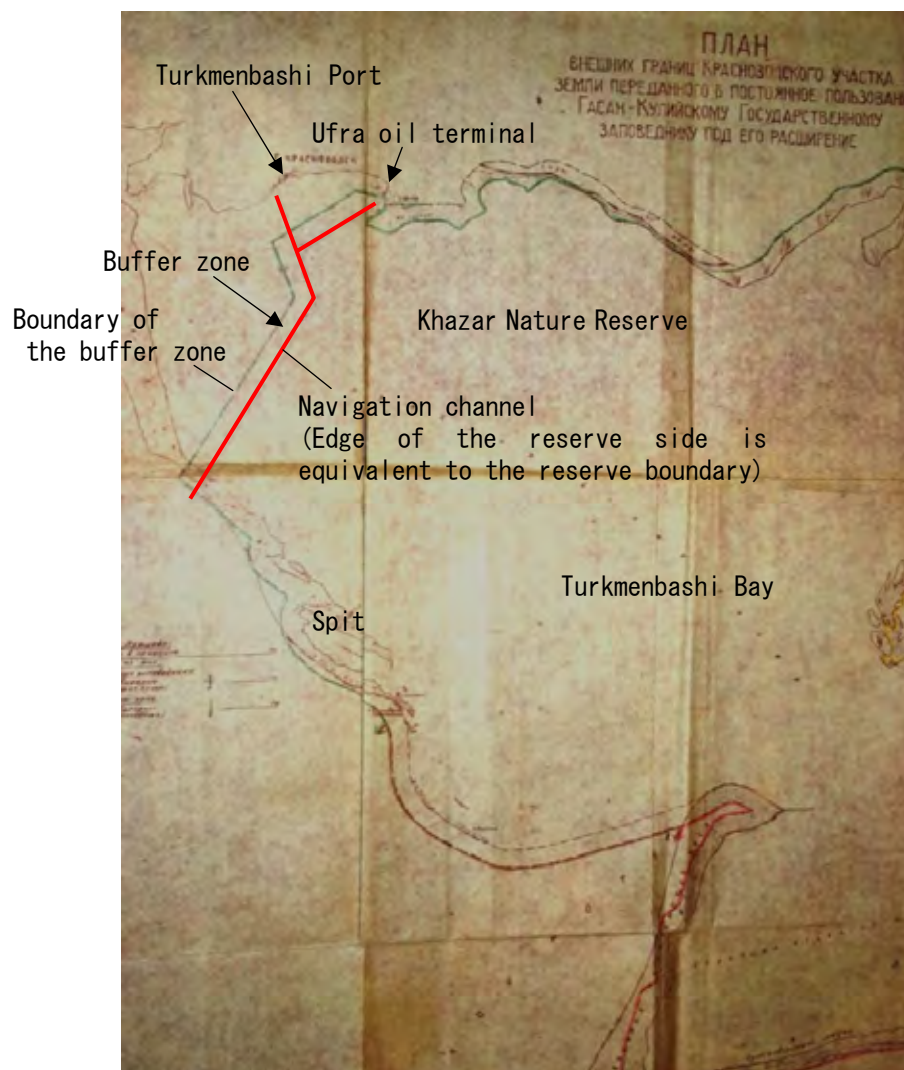 ПЛАН
ВНЕШНИХ ГРАНИЦ КРАСНОВОДСКОГО УЧАСТКА
ЗЕМЛИ ПЕРЕДАННОГО В ПОСТОЯННОЕ ПОЛЬЗОВАНИ
ГАСАН-КУЛИЙСКОМУ ГОСУДАРСТВЕННОМУ
ЗАПОВЕДНИКУ ПОД ЕГО РАСШИРЕНИЕ
Turkmenbashi Port
Ufra oil terminal
КРАСНОВОДСК
Buffer zone
Boundary of
the buffer zone
Khazar Nature Reserve
Navigation channel
(Edge of the reserve side is
equivalent to the reserve boundary)
Turkmenbashi Bay
Spit